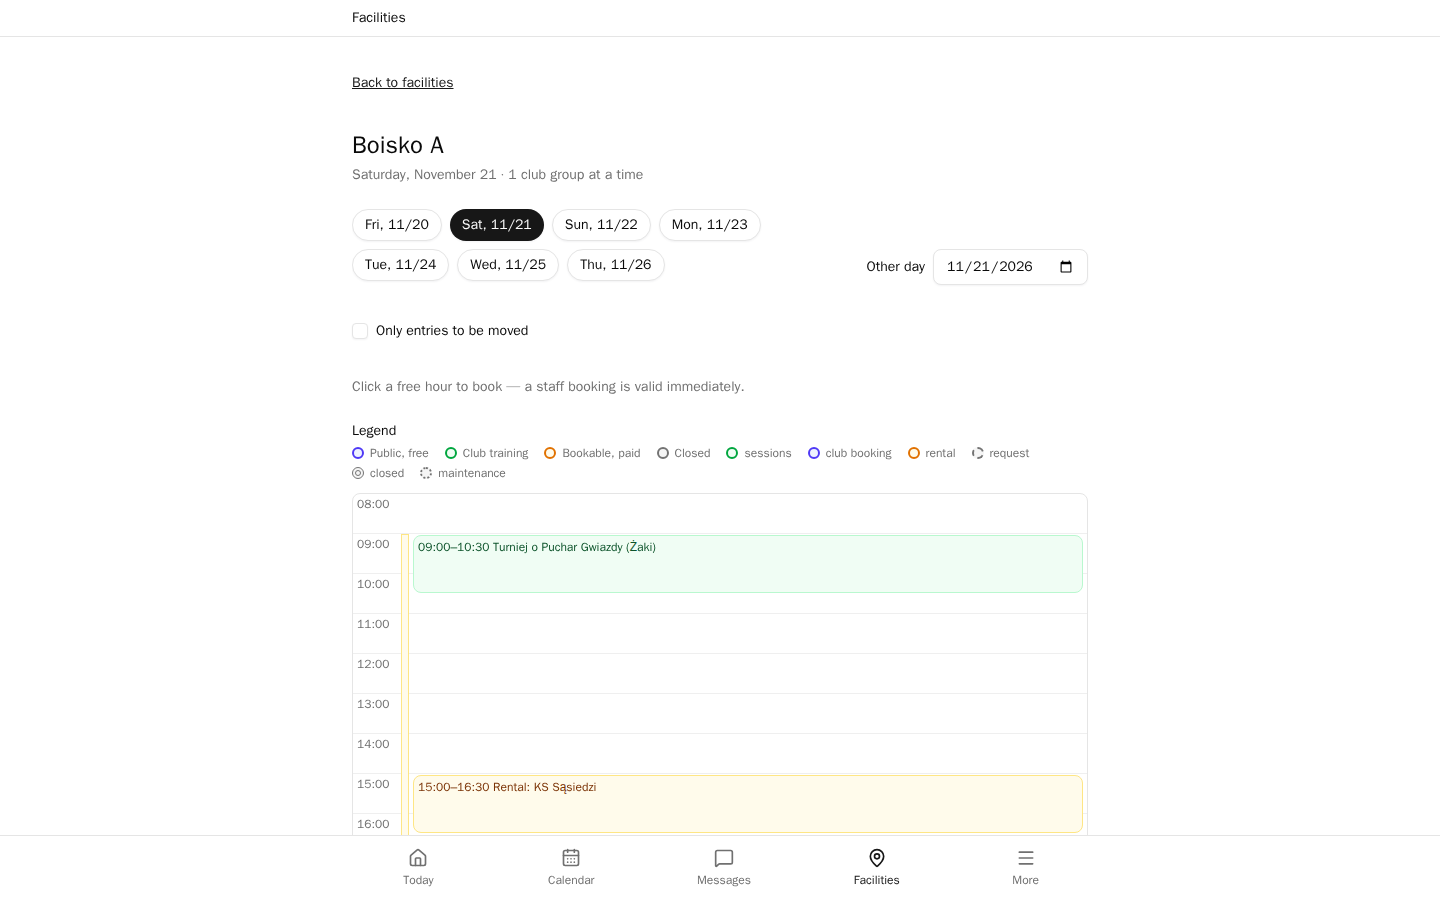 Facilities
Back to facilities
Boisko A
Saturday, November 21 · 1 club group at a time
Fri, 11/20
Sat, 11/21
Sun, 11/22
Mon, 11/23
Tue, 11/24
Wed, 11/25
Thu, 11/26
Other day
11/21/2026
Only entries to be moved
Click a free hour to book — a staff booking is valid immediately.
Legend
Public, free
Club training
Bookable, paid
Closed
sessions
club booking
rental
request
closed
maintenance
08:00
09:00
09:00–10:30 Turniej o Puchar Gwiazdy (Żaki)
10:00
11:00
12:00
13:00
14:00
15:00
15:00–16:30 Rental: KS Sąsiedzi
16:00
Today
Calendar
Messages
Facilities
More